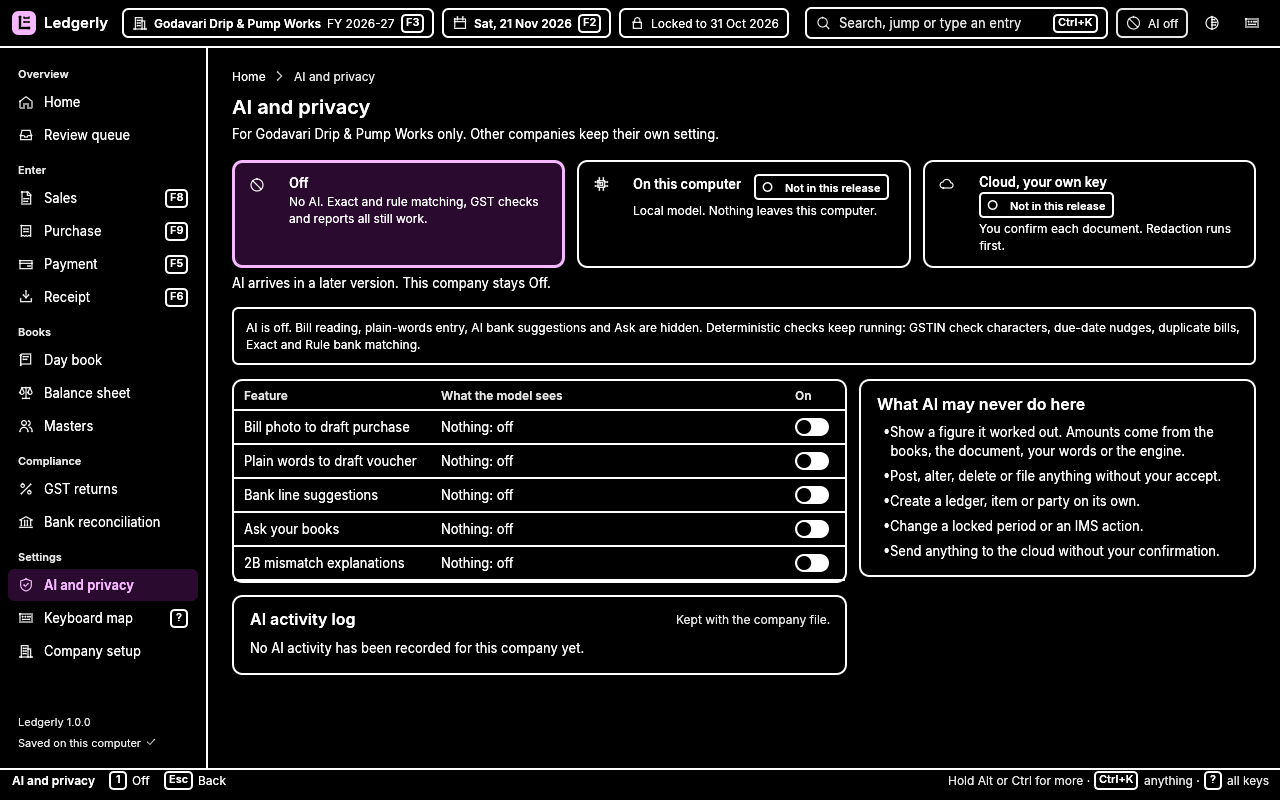 Ledgerly
Godavari Drip & Pump Works FY 2026-27 F3
Sat, 21 Nov 2026 F2
Locked to 31 Oct 2026
Search, jump or type an entry Ctrl+K
AI off
Overview
Home
Review queue
Enter
Sales F8
Purchase F9
Payment F5
Receipt F6
Books
Day book
Balance sheet
Masters
Compliance
GST returns
Bank reconciliation
Settings
AI and privacy
Keyboard map ?
Company setup
Ledgerly 1.0.0
Saved on this computer
Home AI and privacy
AI and privacy
For Godavari Drip & Pump Works only. Other companies keep their own setting.
Off
No AI. Exact and rule matching, GST checks
and reports all still work.
On this computer Not in this release
Local model. Nothing leaves this computer.
Cloud, your own key
Not in this release
You confirm each document. Redaction runs
first.
AI arrives in a later version. This company stays Off.
AI is off. Bill reading, plain-words entry, AI bank suggestions and Ask are hidden. Deterministic checks keep running: GSTIN check characters, due-date nudges, duplicate bills,
Exact and Rule bank matching.
Feature What the model sees On
Bill photo to draft purchase Nothing: off
Plain words to draft voucher Nothing: off
Bank line suggestions Nothing: off
Ask your books Nothing: off
2B mismatch explanations Nothing: off
What AI may never do here
•Show a figure it worked out. Amounts come from the
books, the document, your words or the engine.
•Post, alter, delete or file anything without your accept.
•Create a ledger, item or party on its own.
•Change a locked period or an IMS action.
•Send anything to the cloud without your confirmation.
AI activity log Kept with the company file.
No AI activity has been recorded for this company yet.
AI and privacy 1 Off Esc Back
Hold Alt or Ctrl for more · Ctrl+K anything · ? all keys